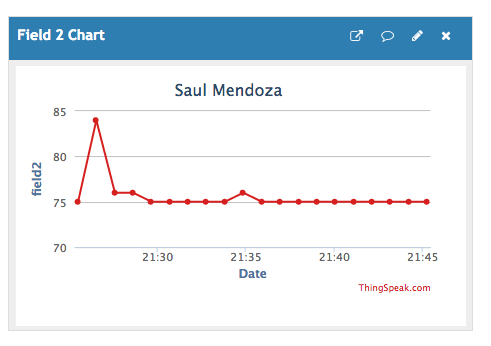 Field 2 Chart
Saul Mendoza
85
80
75
70
field2
21:30 21:35 21:40 21:45
Date
ThingSpeak.com